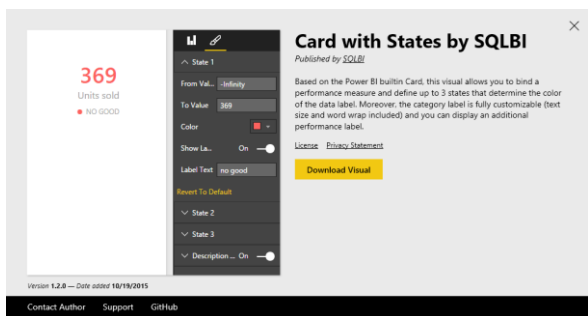 369
Units sold
NO GOOD
State 1
From Val... -Infinity
To Value 369
Color
Show La... On
Label Text no good
Revert To Default
State 2
State 3
Description ... On
Version 1.2.0 — Date added 10/19/2015
Card with States by SQLBI
Published by SQLBI
Based on the Power BI builtin Card, this visual allows you to bind a
performance measure and define up to 3 states that determine the color
of the data label. Moreover, the category label is fully customizable (text
size and word wrap included) and you can display an additional
performance label.
License Privacy Statement
Download Visual
Contact Author Support GitHub